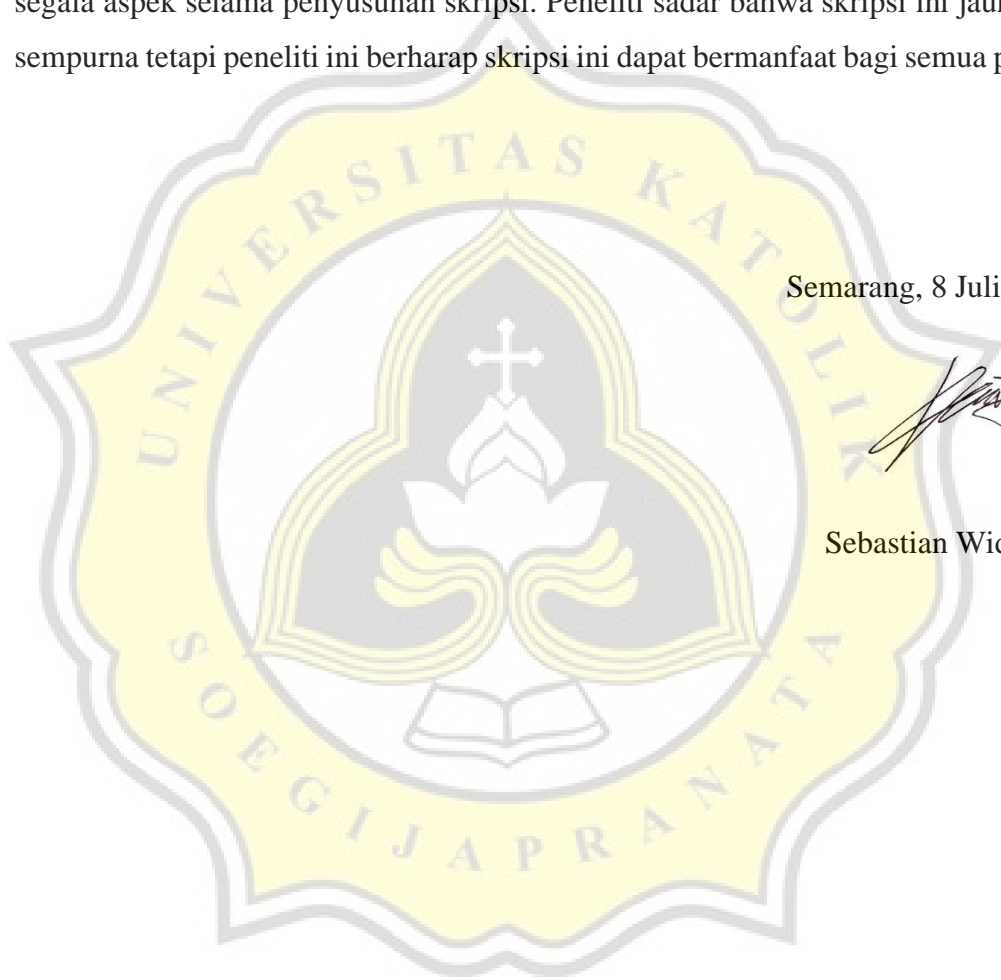 segala aspek selama penyusunan skripsi. Peneliti sadar bahwa skripsi ini jauh
sempurna tetapi peneliti ini berharap skripsi ini dapat bermanfaat bagi semua p
UNIVERSITAS KATOLIK
Semarang, 8 Juli
Sebastian Wid
SOEGIJAPRANATA